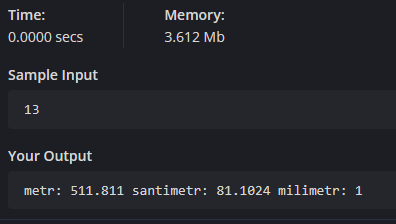 Time:
Memory:
0.0000 secs
3.612 Mb
Sample Input
13
Your Output
metr: 511.811 santimetr: 81.1024 milimetr: 1